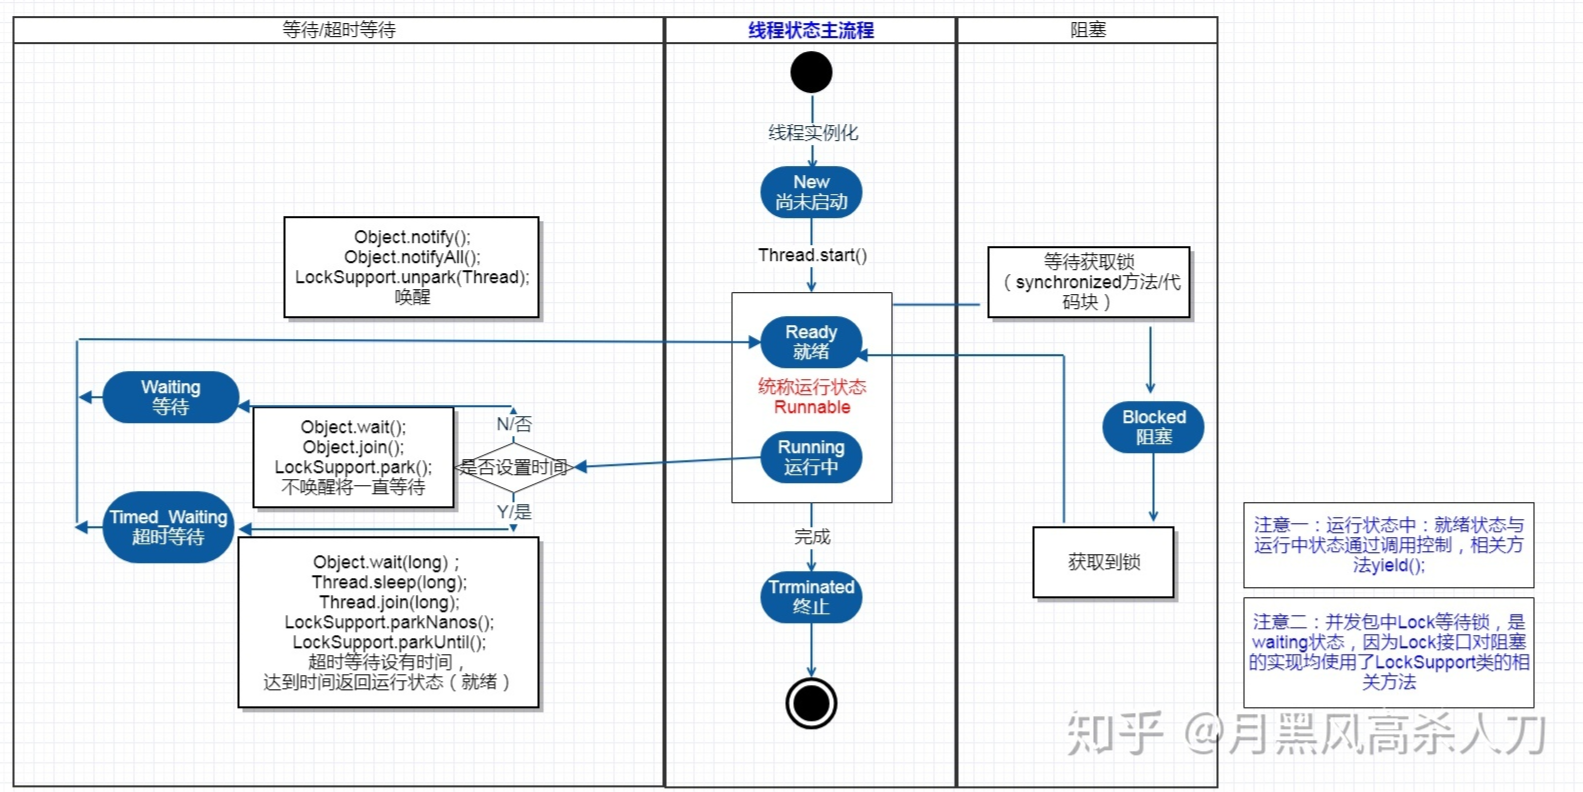 等待/超时等待
线程状态主流程
阻塞
线程实例化
New
尚未启动
Thread.start()
Object.notify();
Object.notifyAll();
LockSupport.unpark(Thread);
唤醒
等待获取锁
（synchronized方法/代
码块）
Ready
就绪
统称运行状态
Runnable
Running
运行中
Waiting
等待
Object.wait();
Object.join();
LockSupport.park();
不唤醒将一直等待
N/否
是否设置时间
Y/是
Timed_Waiting
超时等待
Object.wait(long)；
Thread.sleep(long);
Thread.join(long);
LockSupport.parkNanos();
LockSupport.parkUntil();
超时等待设有时间，
达到时间返回运行状态（就绪）
Blocked
阻塞
获取到锁
完成
Trrminated
终止
注意一：运行状态中：就绪状态与
运行中状态通过调用控制，相关方
法yield();
注意二：并发包中Lock等待锁，是
waiting状态，因为Lock接口对阻塞
的实现均使用了LockSupport类的相
关方法
知乎 @月黑风高杀人刀